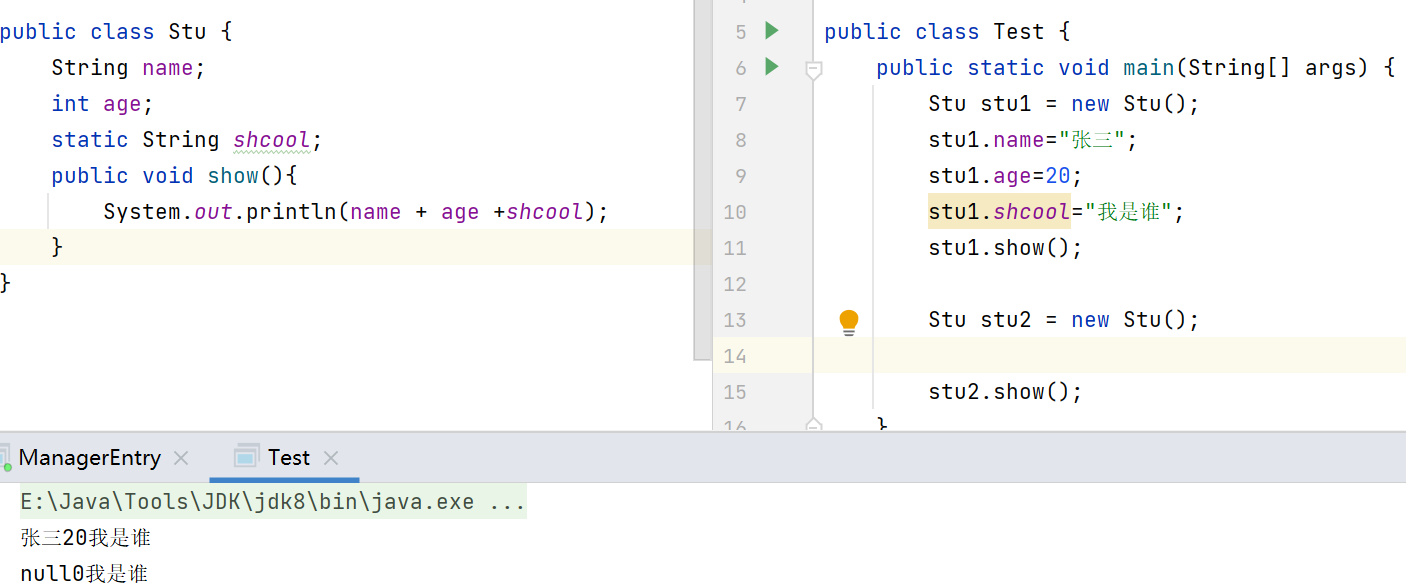 public class Stu {
String name;
int age;
static String shcool;
public void show(){
System.out.println(name + age +shcool);
}
}
5 public class Test {
6 public static void main(String[] args) {
7 Stu stu1 = new Stu();
8 stu1.name="张三";
9 stu1.age=20;
10 stu1.shcool="我是谁";
11 stu1.show();
12
13 Stu stu2 = new Stu();
14
15 stu2.show();
16 }
ManagerEntry Test
E:\Java\Tools\JDK\jdk8\bin\java.exe ...
张三20我是谁
null0我是谁